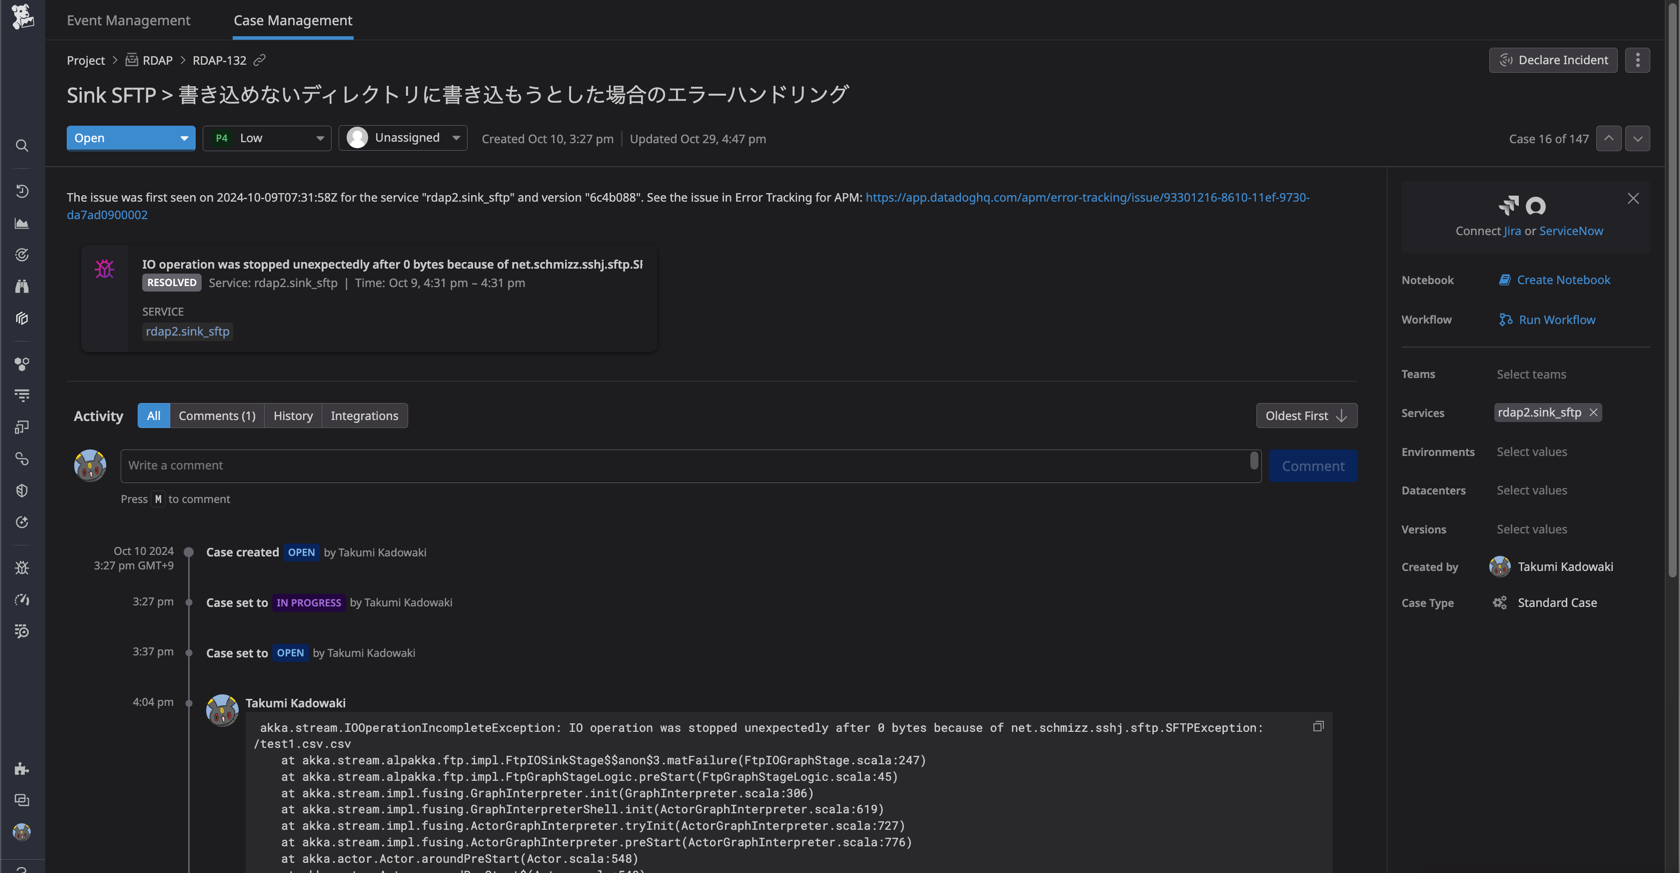 Event Management
Case Management
Project > RDAP > RDAP-132
Declare Incident
Sink SFTP > 書き込めないディレクトリに書き込もうとした場合のエラーハンドリング
Open
P4 Low
Unassigned
Created Oct 10, 3:27 pm | Updated Oct 29, 4:47 pm
Case 16 of 147
The issue was first seen on 2024-10-09T07:31:58Z for the service "rdap2.sink_sftp" and version "6c4b088". See the issue in Error Tracking for APM: https://app.datadoghq.com/apm/error-tracking/issue/93301216-8610-11ef-9730-
da7ad0900002
IO operation was stopped unexpectedly after 0 bytes because of net.schmizz.sshj.sftp.SF
RESOLVED Service: rdap2.sink_sftp | Time: Oct 9, 4:31 pm – 4:31 pm
SERVICE
rdap2.sink_sftp
Activity
All
Comments (1)
History
Integrations
Oldest First
Write a comment
Comment
Press M to comment
Oct 10 2024
3:27 pm GMT+9
Case created OPEN by Takumi Kadowaki
3:27 pm
Case set to IN PROGRESS by Takumi Kadowaki
3:37 pm
Case set to OPEN by Takumi Kadowaki
4:04 pm
Takumi Kadowaki
akka.stream.IOOperationIncompleteException: IO operation was stopped unexpectedly after 0 bytes because of net.schmizz.sshj.sftp.SFTPException:
/test1.csv.csv
at akka.stream.alpakka.ftp.impl.FtpIOSinkStage$$anon$3.matFailure(FtpIOGraphStage.scala:247)
at akka.stream.alpakka.ftp.impl.FtpGraphStageLogic.preStart(FtpGraphStageLogic.scala:45)
at akka.stream.impl.fusing.GraphInterpreter.init(GraphInterpreter.scala:306)
at akka.stream.impl.fusing.GraphInterpreterShell.init(ActorGraphInterpreter.scala:619)
at akka.stream.impl.fusing.ActorGraphInterpreter.tryInit(ActorGraphInterpreter.scala:727)
at akka.stream.impl.fusing.ActorGraphInterpreter.preStart(ActorGraphInterpreter.scala:776)
at akka.actor.Actor.aroundPreStart(Actor.scala:548)
Connect Jira or ServiceNow
Notebook
Create Notebook
Workflow
Run Workflow
Teams
Select teams
Services
rdap2.sink_sftp
Environments
Select values
Datacenters
Select values
Versions
Select values
Created by
Takumi Kadowaki
Case Type
Standard Case